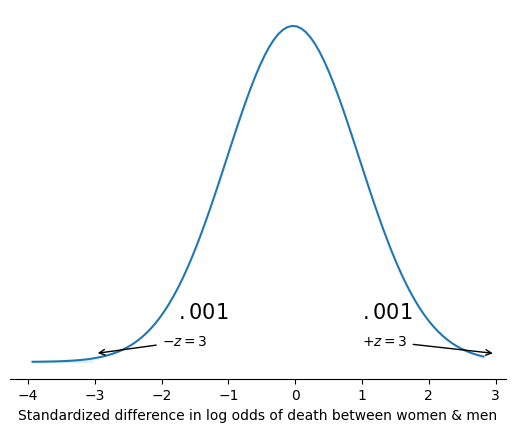 .001 .001
−z = 3 +z = 3
−4 −3 −2 −1 0 1 2 3
Standardized difference in log odds of death between women & men